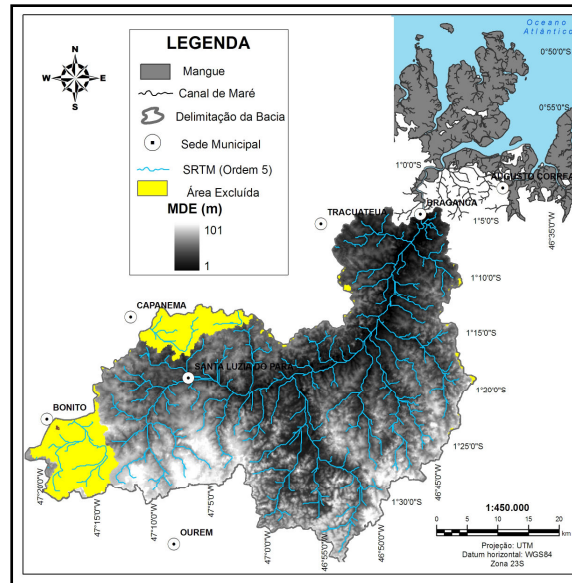 Oceano
Atlântico
LEGENDA
Mangue
Canal de Maré
Delimitação da Bacia
Sede Municipal
SRTM (Ordem 5)
Área Excluída
MDE (m)
101
1
N
W
E
S
0°50'0"S
0°55'0"S
1°0'0"S
AUGUSTO CORREA
BRAGANCA
TRACUATEUA
1°5'0"S
46°35'0"W
1°10'0"S
CAPANEMA
1°15'0"S
SANTA LUZIA DO PARÁ
1°20'0"S
BONITO
1°25'0"S
46°45'0"W
47°20'0"W
47°15'0"W
47°10'0"W
47°5'0"W
47°0'0"W
46°55'0"W
46°50'0"W
1°30'0"S
OUREM
1:450.000
0 5 10 15 20
km
Projeção: UTM
Datum horizontal: WGS84
Zona 23S